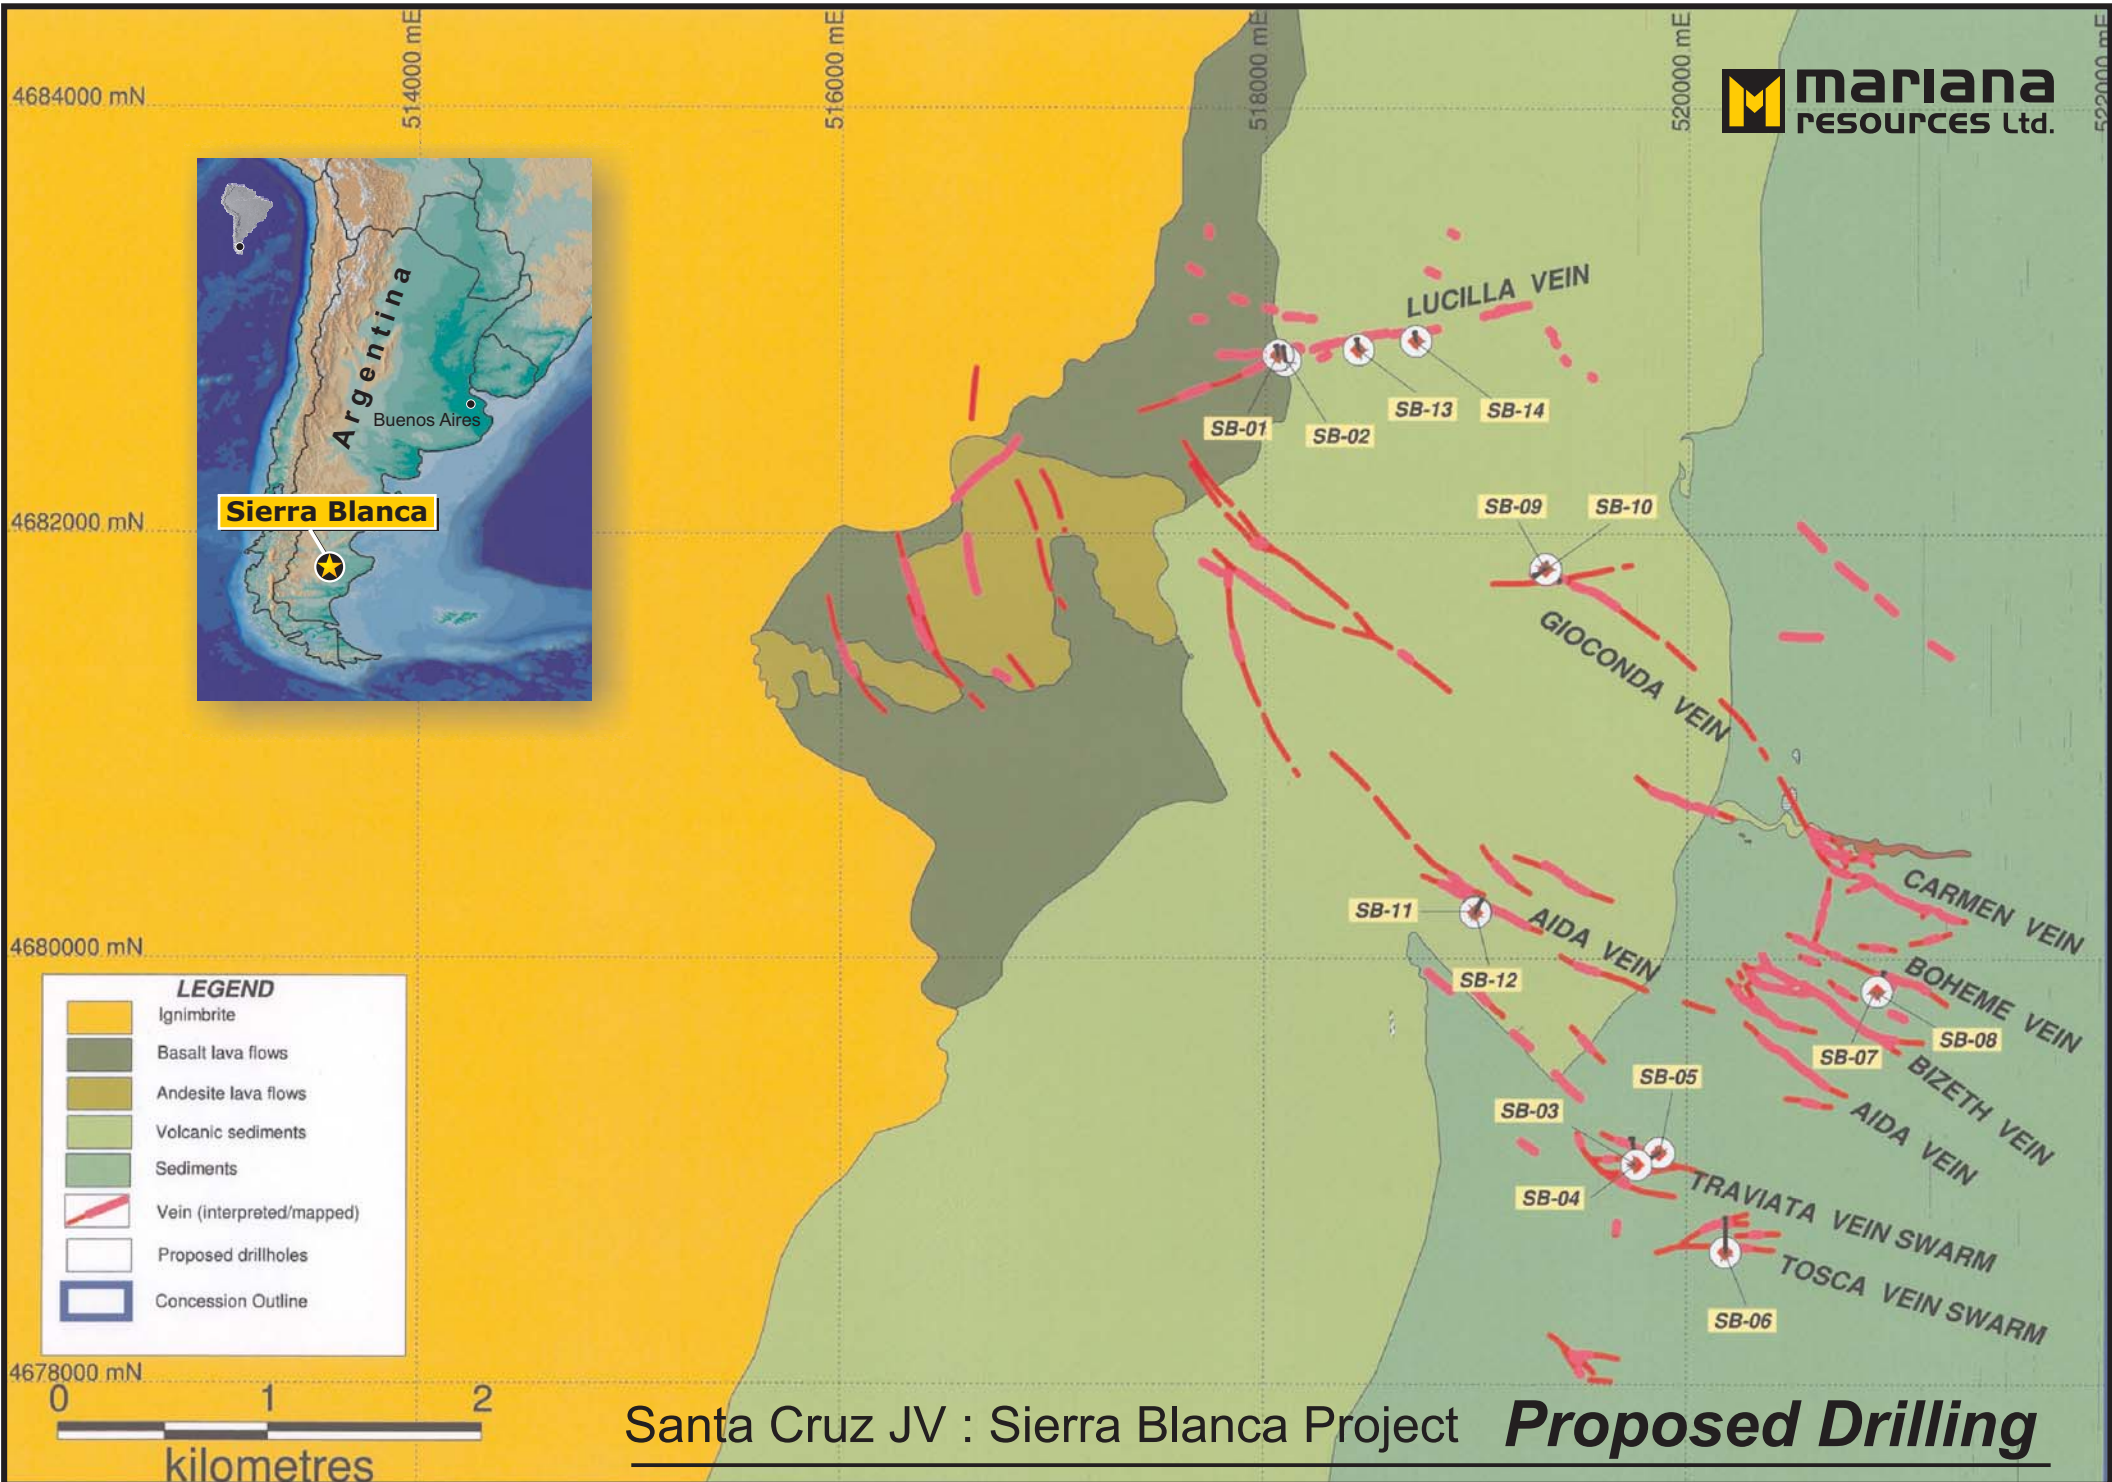 514000 mE
516000 mE
518000 mE
520000 mE
522000 mE
4684000 mN
mariana
resources Ltd.
Argentina
Buenos Aires
Sierra Blanca
LUCILLA VEIN
SB-01
SB-02
SB-13
SB-14
4682000 mN
SB-09
SB-10
GIOCONDA VEIN
CARMEN VEIN
SB-11
AIDA VEIN
SB-12
4680000 mN
BOHEME VEIN
SB-08
SB-07
BIZETH VEIN
SB-05
SB-03
AIDA VEIN
SB-04
TRAVIATA VEIN SWARM
TOSCA VEIN SWARM
SB-06
LEGEND
Ignimbrite
Basalt lava flows
Andesite lava flows
Volcanic sediments
Sediments
Vein (interpreted/mapped)
Proposed drillholes
Concession Outline
4678000 mN
0 1 2
kilometres
Santa Cruz JV : Sierra Blanca Project Proposed Drilling